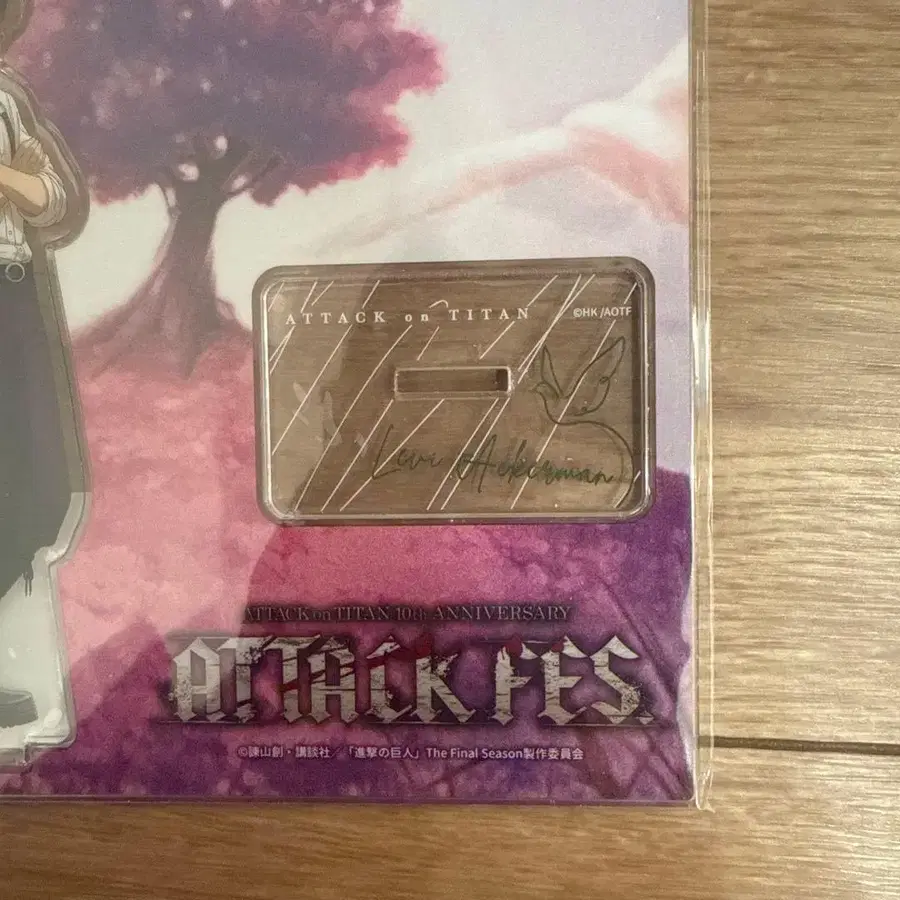 ATTACK on TITAN
©HK/AOTF
Levi Ackerman
ATTACK on TITAN 10th ANNIVERSARY
ATTACK FES.
©諫山創・講談社／「進撃の巨人」The Final Season製作委員会